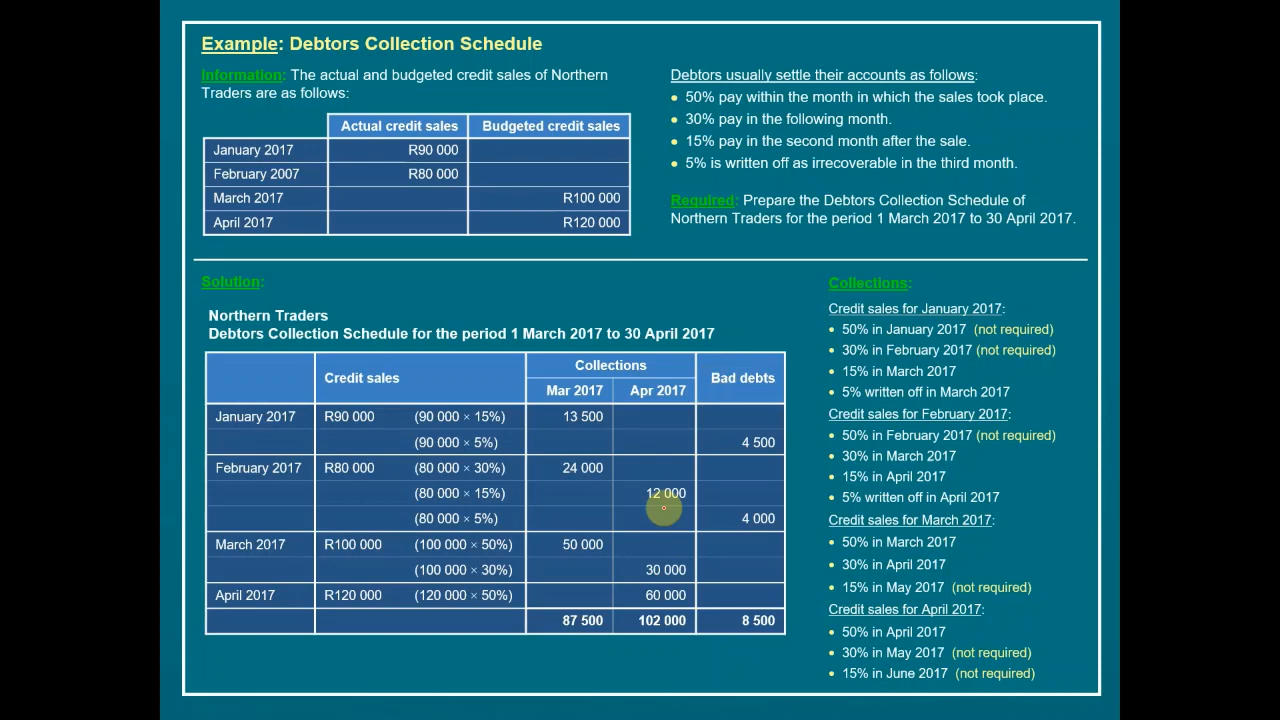 Example: Debtors Collection Schedule
Information: The actual and budgeted credit sales of Northern
Traders are as follows:
Actual credit sales Budgeted credit sales
January 2017 R90 000
February 2007 R80 000
March 2017 R100 000
April 2017 R120 000
Debtors usually settle their accounts as follows:
• 50% pay within the month in which the sales took place.
• 30% pay in the following month.
• 15% pay in the second month after the sale.
• 5% is written off as irrecoverable in the third month.
Required: Prepare the Debtors Collection Schedule of
Northern Traders for the period 1 March 2017 to 30 April 2017.
Solution:
Northern Traders
Debtors Collection Schedule for the period 1 March 2017 to 30 April 2017
Credit sales Collections Bad debts
Mar 2017 Apr 2017
January 2017 R90 000 (90 000 × 15%) 13 500
(90 000 × 5%) 4 500
February 2017 R80 000 (80 000 × 30%) 24 000
(80 000 × 15%) 12 000
(80 000 × 5%) 4 000
March 2017 R100 000 (100 000 × 50%) 50 000
(100 000 × 30%) 30 000
April 2017 R120 000 (120 000 × 50%) 60 000
87 500 102 000 8 500
Collections:
Credit sales for January 2017:
• 50% in January 2017 (not required)
• 30% in February 2017 (not required)
• 15% in March 2017
• 5% written off in March 2017
Credit sales for February 2017:
• 50% in February 2017 (not required)
• 30% in March 2017
• 15% in April 2017
• 5% written off in April 2017
Credit sales for March 2017:
• 50% in March 2017
• 30% in April 2017
• 15% in May 2017 (not required)
Credit sales for April 2017:
• 50% in April 2017
• 30% in May 2017 (not required)
• 15% in June 2017 (not required)